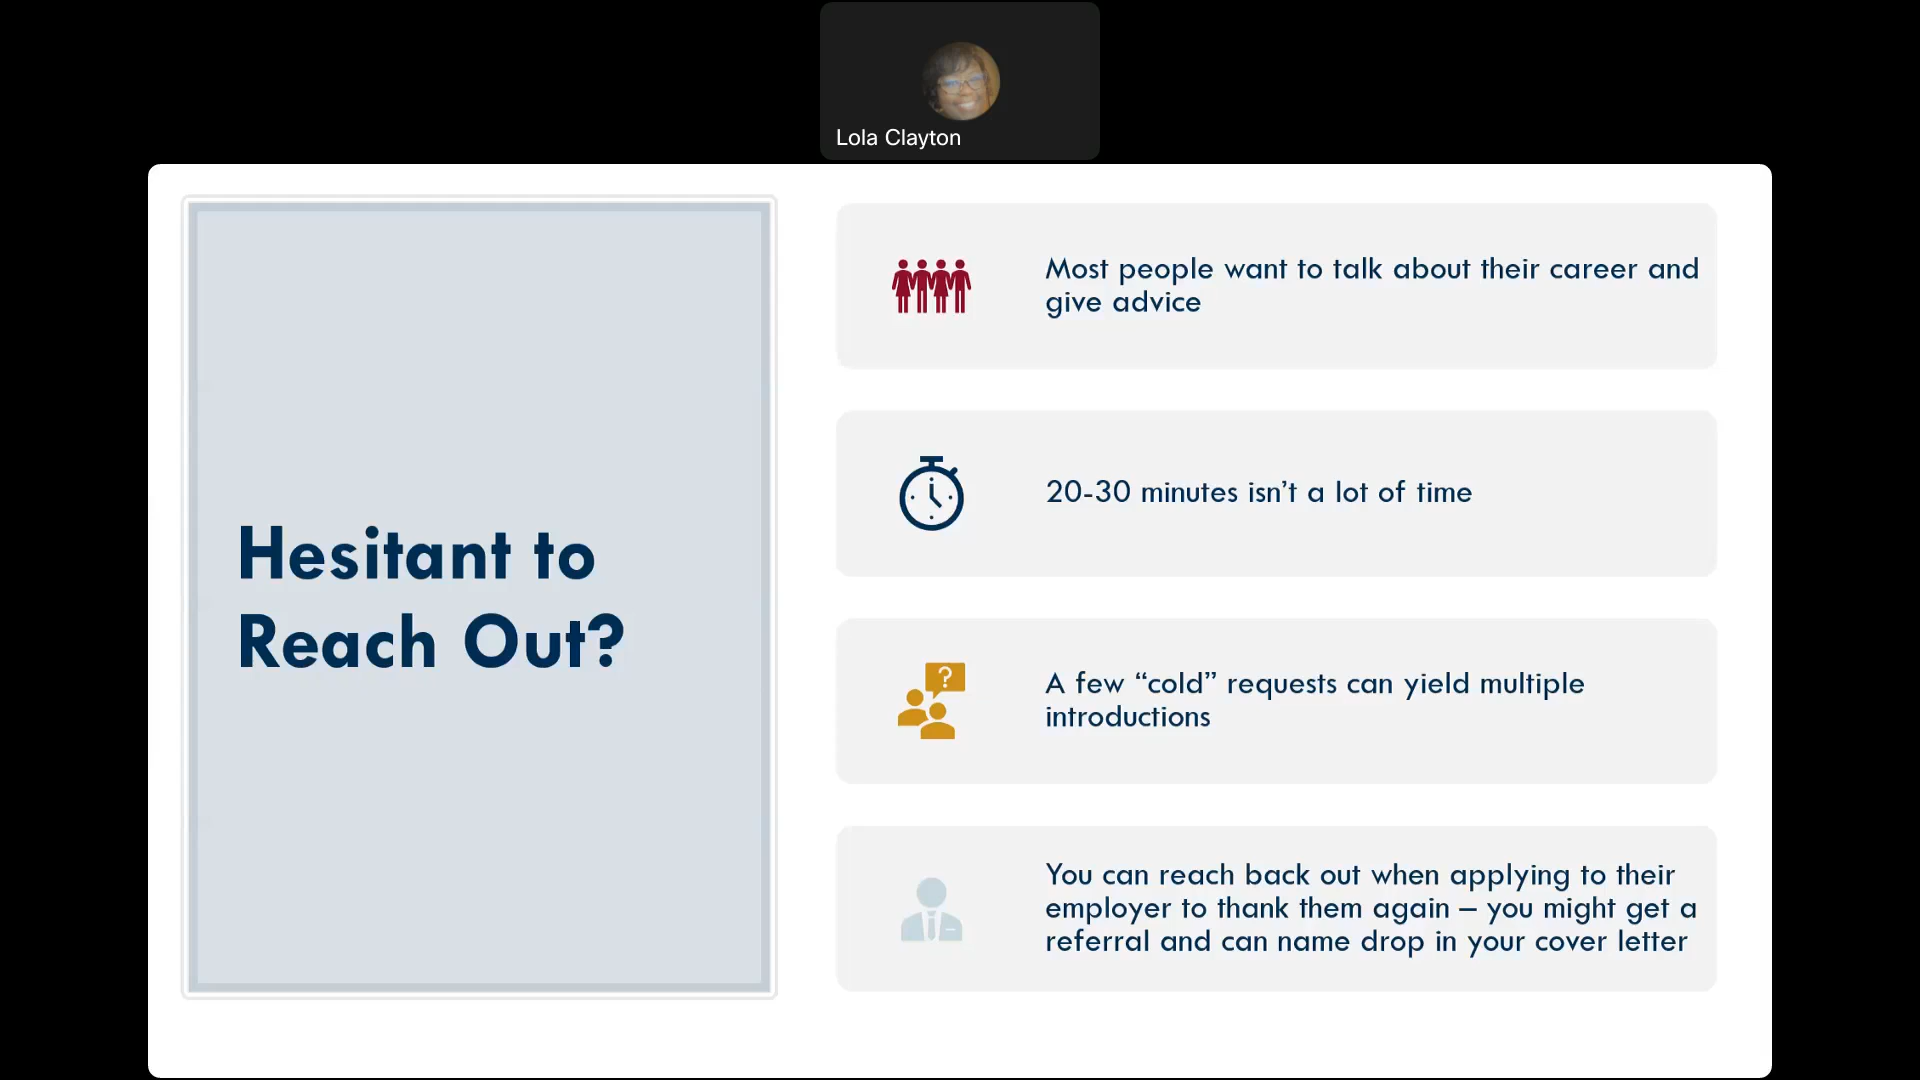 Lola Clayton
Hesitant to
Reach Out?
Most people want to talk about their career and
give advice
20-30 minutes isn’t a lot of time
?
A few “cold” requests can yield multiple
introductions
You can reach back out when applying to their
employer to thank them again – you might get a
referral and can name drop in your cover letter